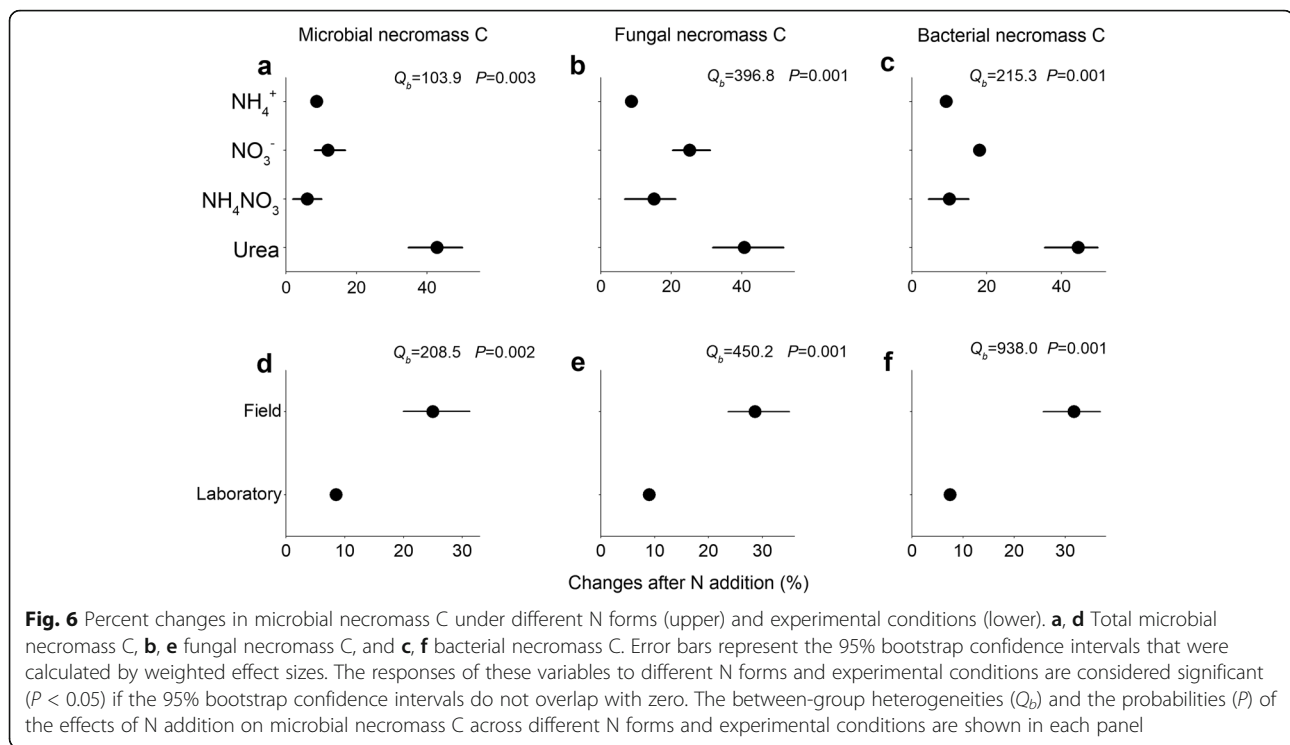 Microbial necromass C Fungal necromass C Bacterial necromass C
a b c
Q_b=103.9 P=0.003 Q_b=396.8 P=0.001 Q_b=215.3 P=0.001
NH₄⁺
NO₃⁻
NH₄NO₃
Urea
0 20 40 0 20 40 0 20 40
d e f
Q_b=208.5 P=0.002 Q_b=450.2 P=0.001 Q_b=938.0 P=0.001
Field
Laboratory
0 10 20 30 0 10 20 30 0 10 20 30
Changes after N addition (%)
Fig. 6 Percent changes in microbial necromass C under different N forms (upper) and experimental conditions (lower). a, d Total microbial
necromass C, b, e fungal necromass C, and c, f bacterial necromass C. Error bars represent the 95% bootstrap confidence intervals that were
calculated by weighted effect sizes. The responses of these variables to different N forms and experimental conditions are considered significant
(P < 0.05) if the 95% bootstrap confidence intervals do not overlap with zero. The between-group heterogeneities (Q_b) and the probabilities (P) of
the effects of N addition on microbial necromass C across different N forms and experimental conditions are shown in each panel